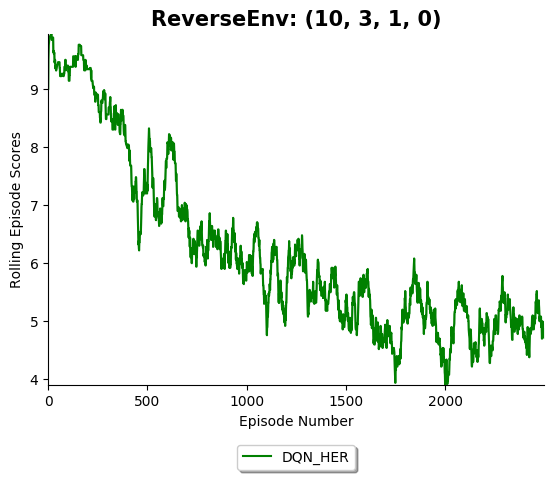 ReverseEnv: (10, 3, 1, 0)
Rolling Episode Scores
9
8
7
6
5
4
0 500 1000 1500 2000
Episode Number
DQN_HER